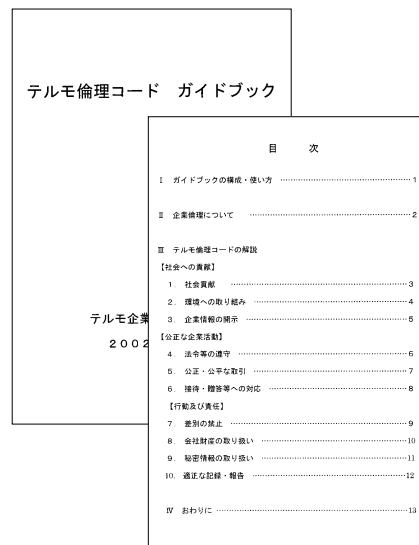 テルモ倫理コード ガイドブック
テルモ企業
2002
目 次
Ⅰ ガイドブックの構成・使い方 ………………………… 1
Ⅱ 企業倫理について ………………………… 2
Ⅲ テルモ倫理コードの解説
【社会への貢献】
1. 社会貢献 ………………………… 3
2. 環境への取り組み ………………………… 4
3. 企業情報の開示 ………………………… 5
【公正な企業活動】
4. 法令等の遵守 ………………………… 6
5. 公正・公平な取引 ………………………… 7
6. 接待・贈答等への対応 ………………………… 8
【行動及び責任】
7. 差別の禁止 ………………………… 9
8. 会社財産の取り扱い ………………………… 10
9. 秘密情報の取り扱い ………………………… 11
10. 適正な記録・報告 ………………………… 12
Ⅳ おわりに ………………………… 13